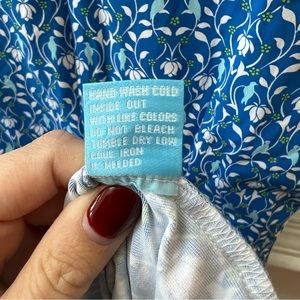 HAND WASH COLD
INSIDE OUT
WITH LIKE COLORS
DO NOT BLEACH
TUMBLE DRY LOW
COOL IRON
IF NEEDED